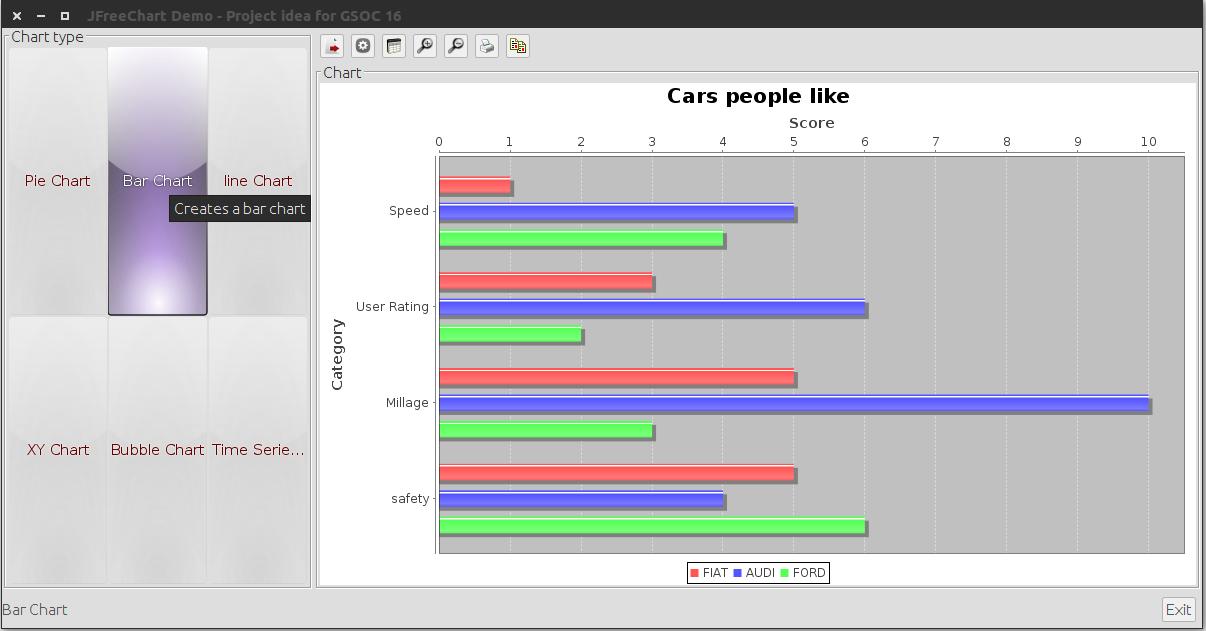 JFreeChart Demo - Project idea for GSOC 16
Chart type
Pie Chart
Bar Chart
line Chart
Creates a bar chart
XY Chart
Bubble Chart
Time Serie...
Chart
Cars people like
Score
0 1 2 3 4 5 6 7 8 9 10
Category
Speed
User Rating
Millage
safety
FIAT AUDI FORD
Bar Chart
Exit